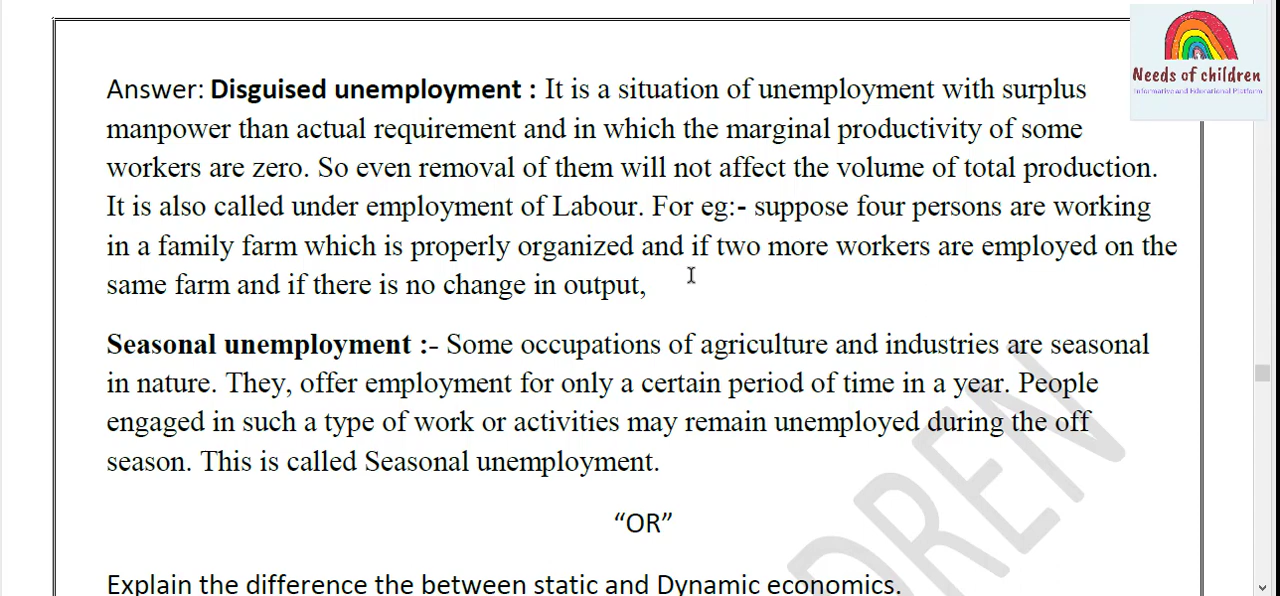 Needs of children
Informative and Educational Platform
Answer: Disguised unemployment : It is a situation of unemployment with surplus
manpower than actual requirement and in which the marginal productivity of some
workers are zero. So even removal of them will not affect the volume of total production.
It is also called under employment of Labour. For eg:- suppose four persons are working
in a family farm which is properly organized and if two more workers are employed on the
same farm and if there is no change in output,
Seasonal unemployment :- Some occupations of agriculture and industries are seasonal
in nature. They, offer employment for only a certain period of time in a year. People
engaged in such a type of work or activities may remain unemployed during the off
season. This is called Seasonal unemployment.
“OR”
Explain the difference the between static and Dynamic economics.
DREN